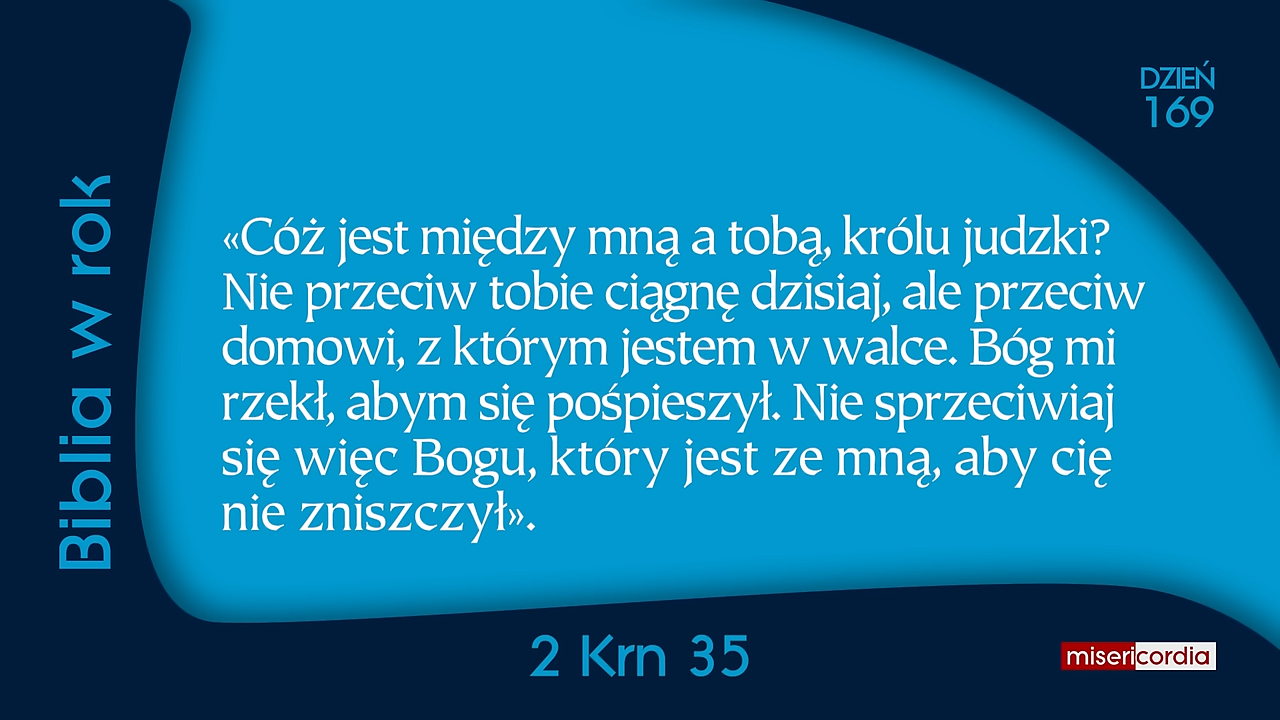 DZIEŃ
169
Biblia w rok
«Cóż jest między mną a tobą, królu judzki?
Nie przeciw tobie ciągnę dzisiaj, ale przeciw
domowi, z którym jestem w walce. Bóg mi
rzekł, abym się pośpieszył. Nie sprzeciwiaj
się więc Bogu, który jest ze mną, aby cię
nie zniszczył».
2 Krn 35
misericordia